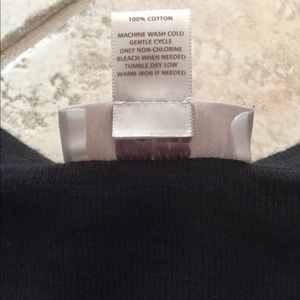 100% COTTON
MACHINE WASH COLD
GENTLE CYCLE
ONLY NON-CHLORINE
BLEACH WHEN NEEDED
TUMBLE DRY LOW
WARM IRON IF NEEDED